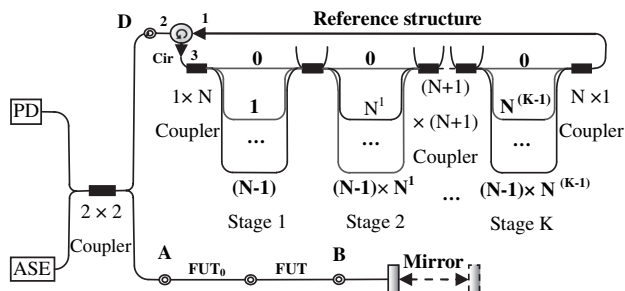 Reference structure
D 2 1
Cir 3 0 0 0
1 N¹ (N+1) N^(K-1)
1 × N Coupler
× (N+1) Coupler
N ×1 Coupler
... ... ...
PD
(N-1) (N-1)× N¹ ... (N-1)× N^(K-1)
Stage 1 Stage 2 Stage K
2 × 2
Coupler
ASE
A B Mirror
FUT₀ FUT